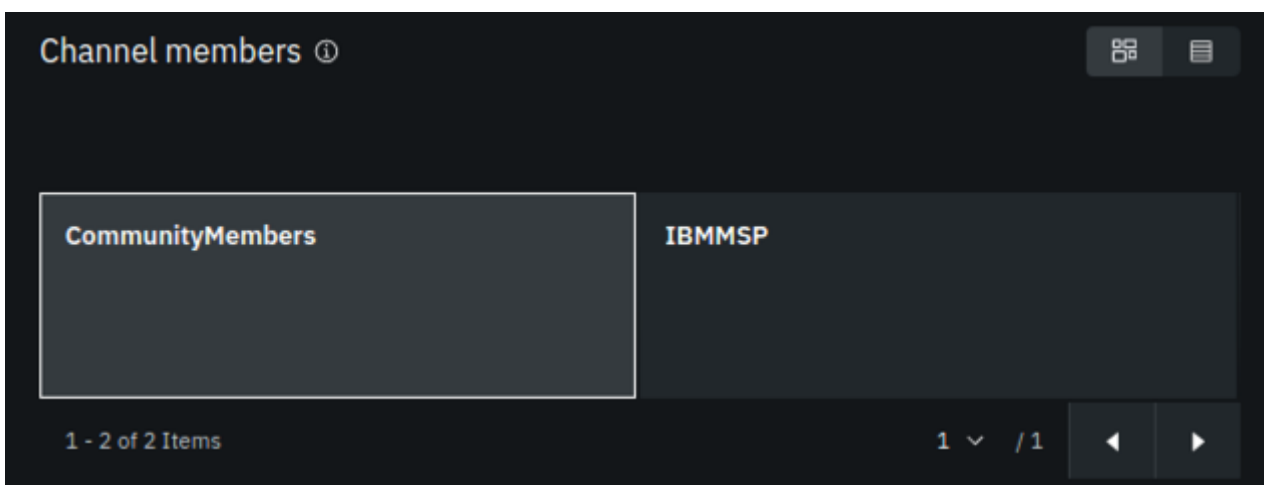 Channel members
CommunityMembers
IBMMSP
1 - 2 of 2 Items
1 / 1